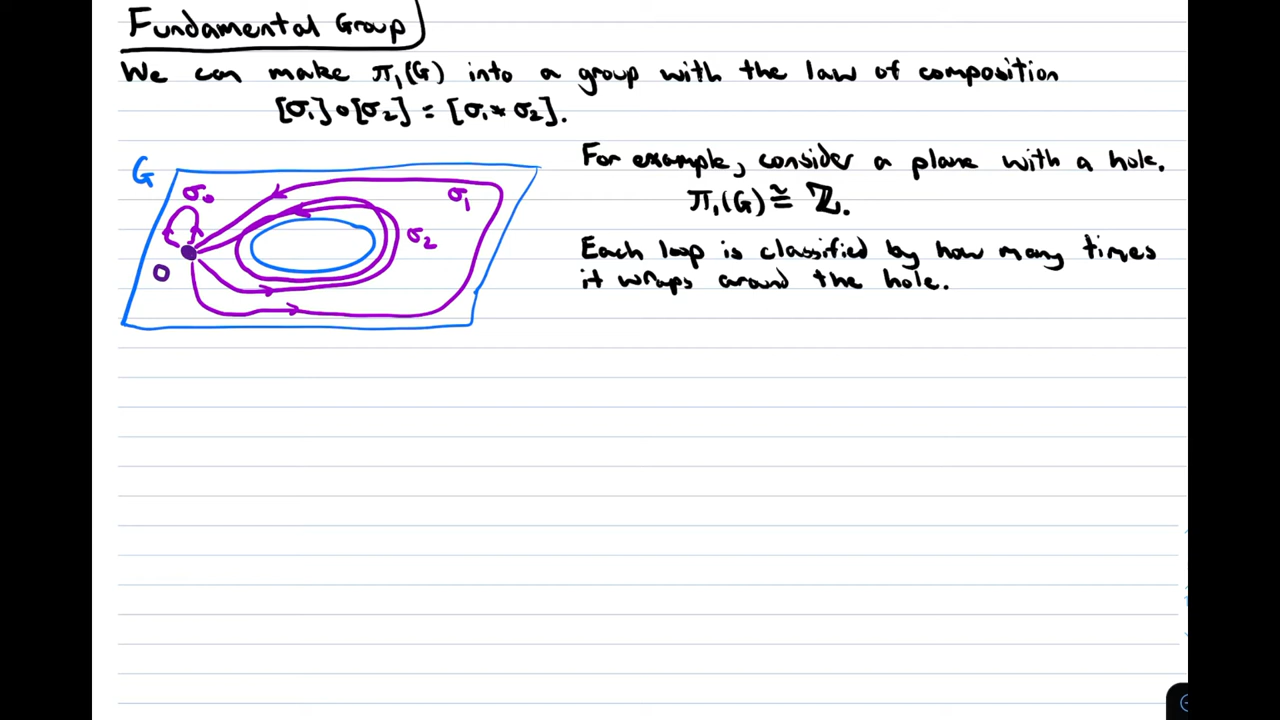 Fundamental Group
We can make π₁(G) into a group with the law of composition
[σ₁]∘[σ₂] = [σ₁ * σ₂].
For example, consider a plane with a hole.
π₁(G) ≅ ℤ.
Each loop is classified by how many times
it wraps around the hole.
G
σ₀
σ₁
σ₂
0